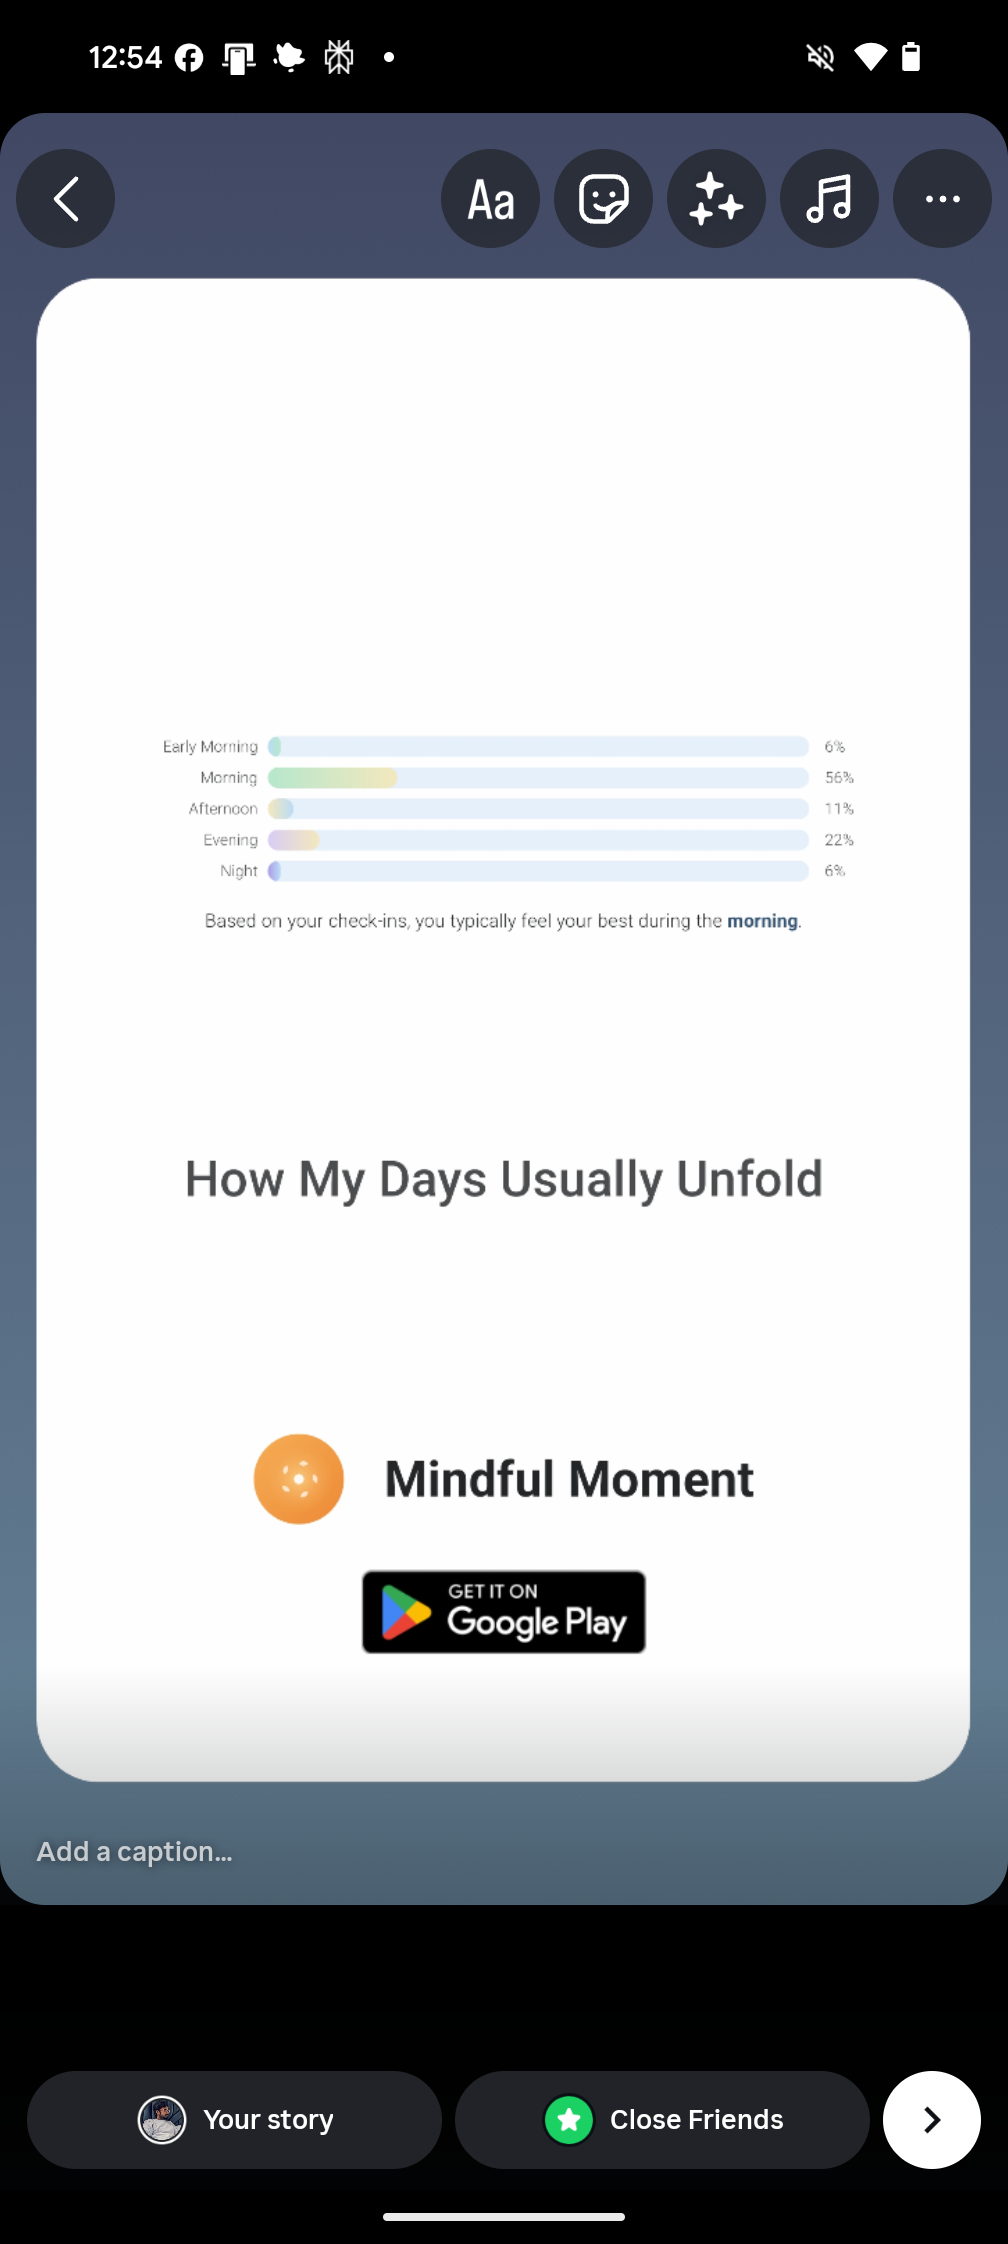 12:54
Aa
Early Morning 6%
Morning 56%
Afternoon 11%
Evening 22%
Night 6%
Based on your check-ins, you typically feel your best during the morning.
How My Days Usually Unfold
Mindful Moment
GET IT ON
Google Play
Add a caption...
Your story
Close Friends